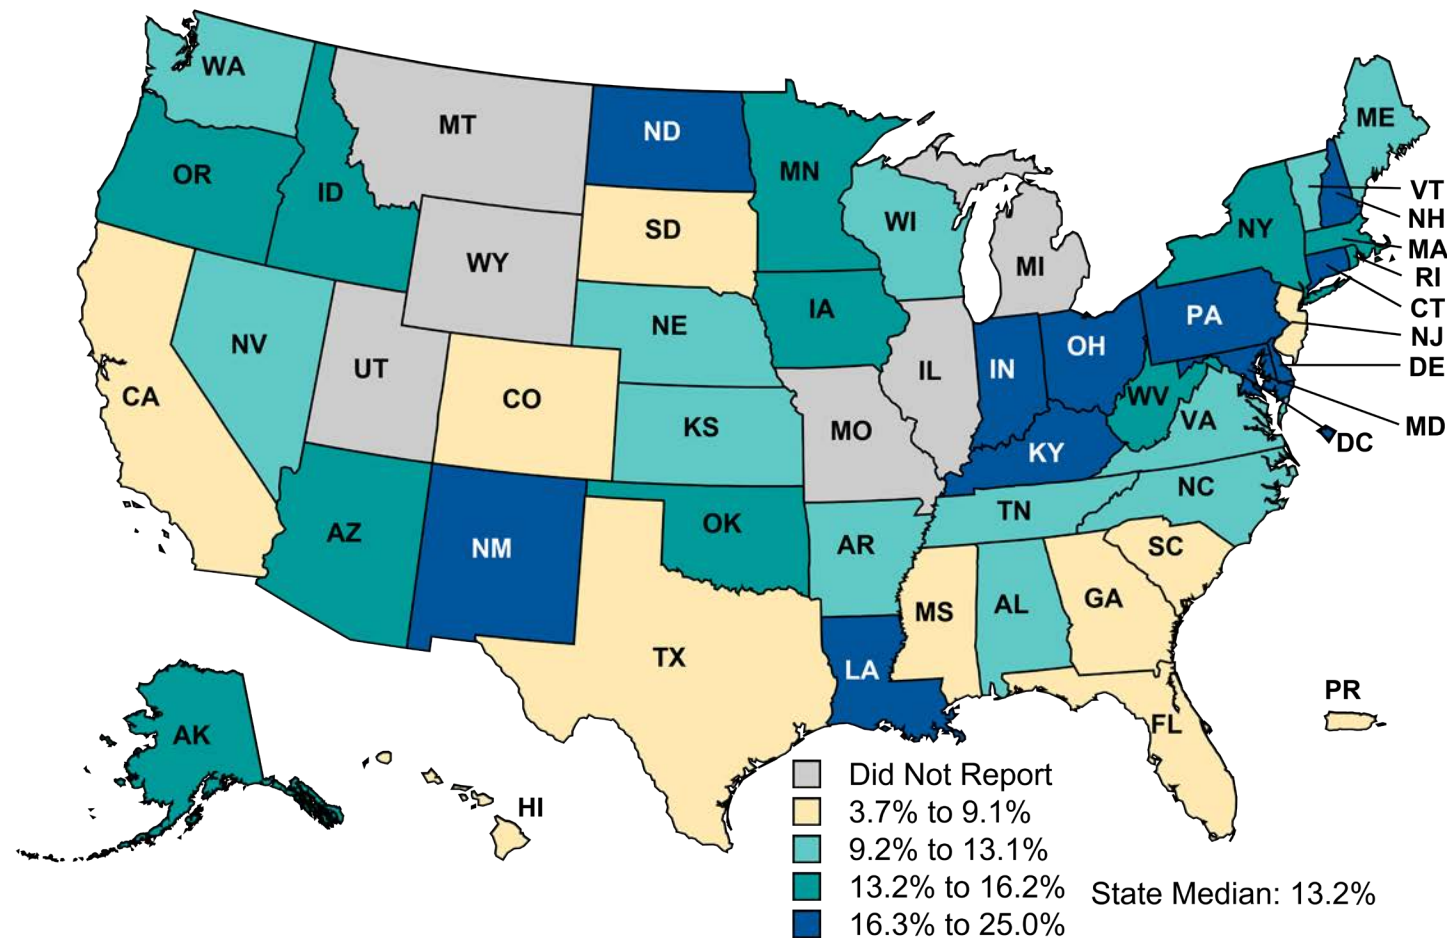 WA
MT
ND
MN
ME
OR
ID
SD
WI
VT
NH
NY
MA
WY
MI
RI
CT
NE
IA
PA
NJ
NV
UT
IL
IN
OH
DE
CA
CO
WV
MD
KS
MO
KY
VA
DC
AZ
NM
OK
AR
TN
NC
SC
MS
AL
GA
TX
LA
PR
FL
AK
HI
Did Not Report
3.7% to 9.1%
9.2% to 13.1%
13.2% to 16.2%
State Median: 13.2%
16.3% to 25.0%